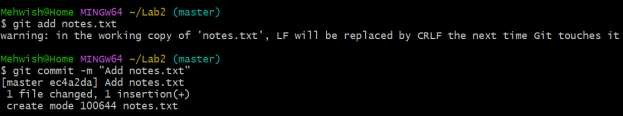 Mehwish@Home MINGW64 ~/Lab2 (master)
$ git add notes.txt
warning: in the working copy of 'notes.txt', LF will be replaced by CRLF the next time Git touches it
Mehwish@Home MINGW64 ~/Lab2 (master)
$ git commit -m "Add notes.txt"
[master ec4a2da] Add notes.txt
1 file changed, 1 insertion(+)
create mode 100644 notes.txt